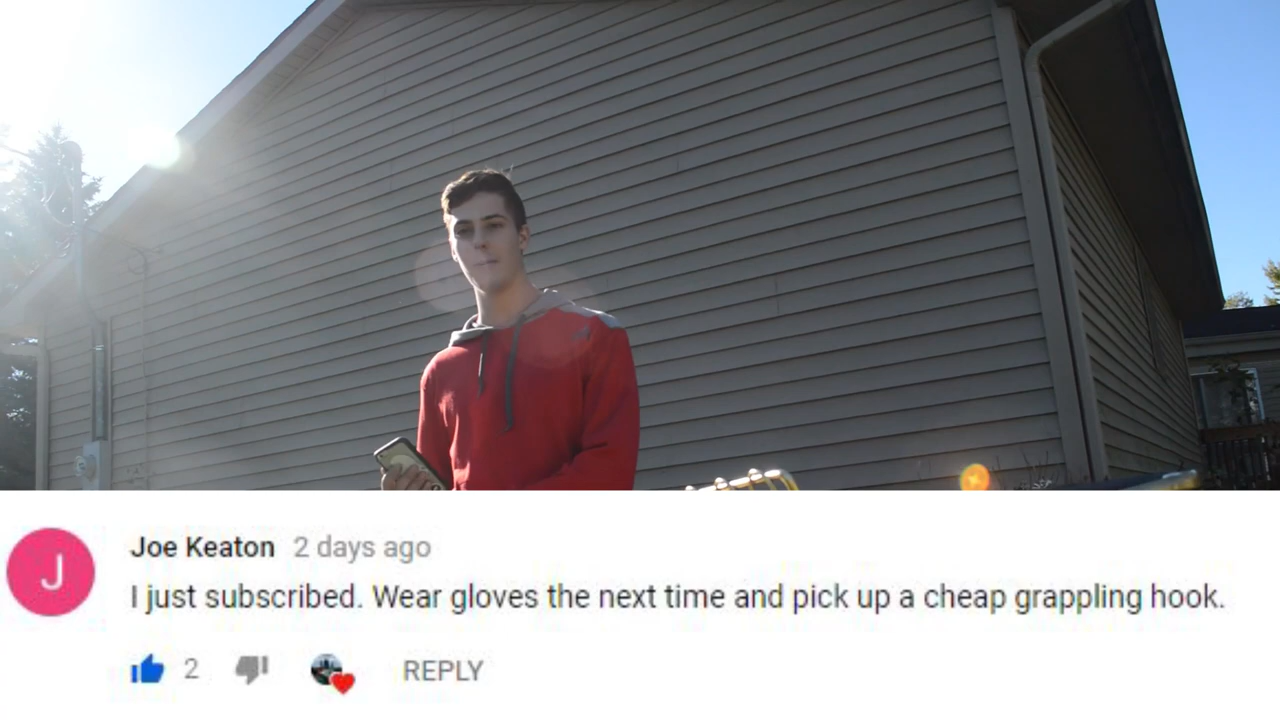 J
Joe Keaton 2 days ago
I just subscribed. Wear gloves the next time and pick up a cheap grappling hook.
2 REPLY